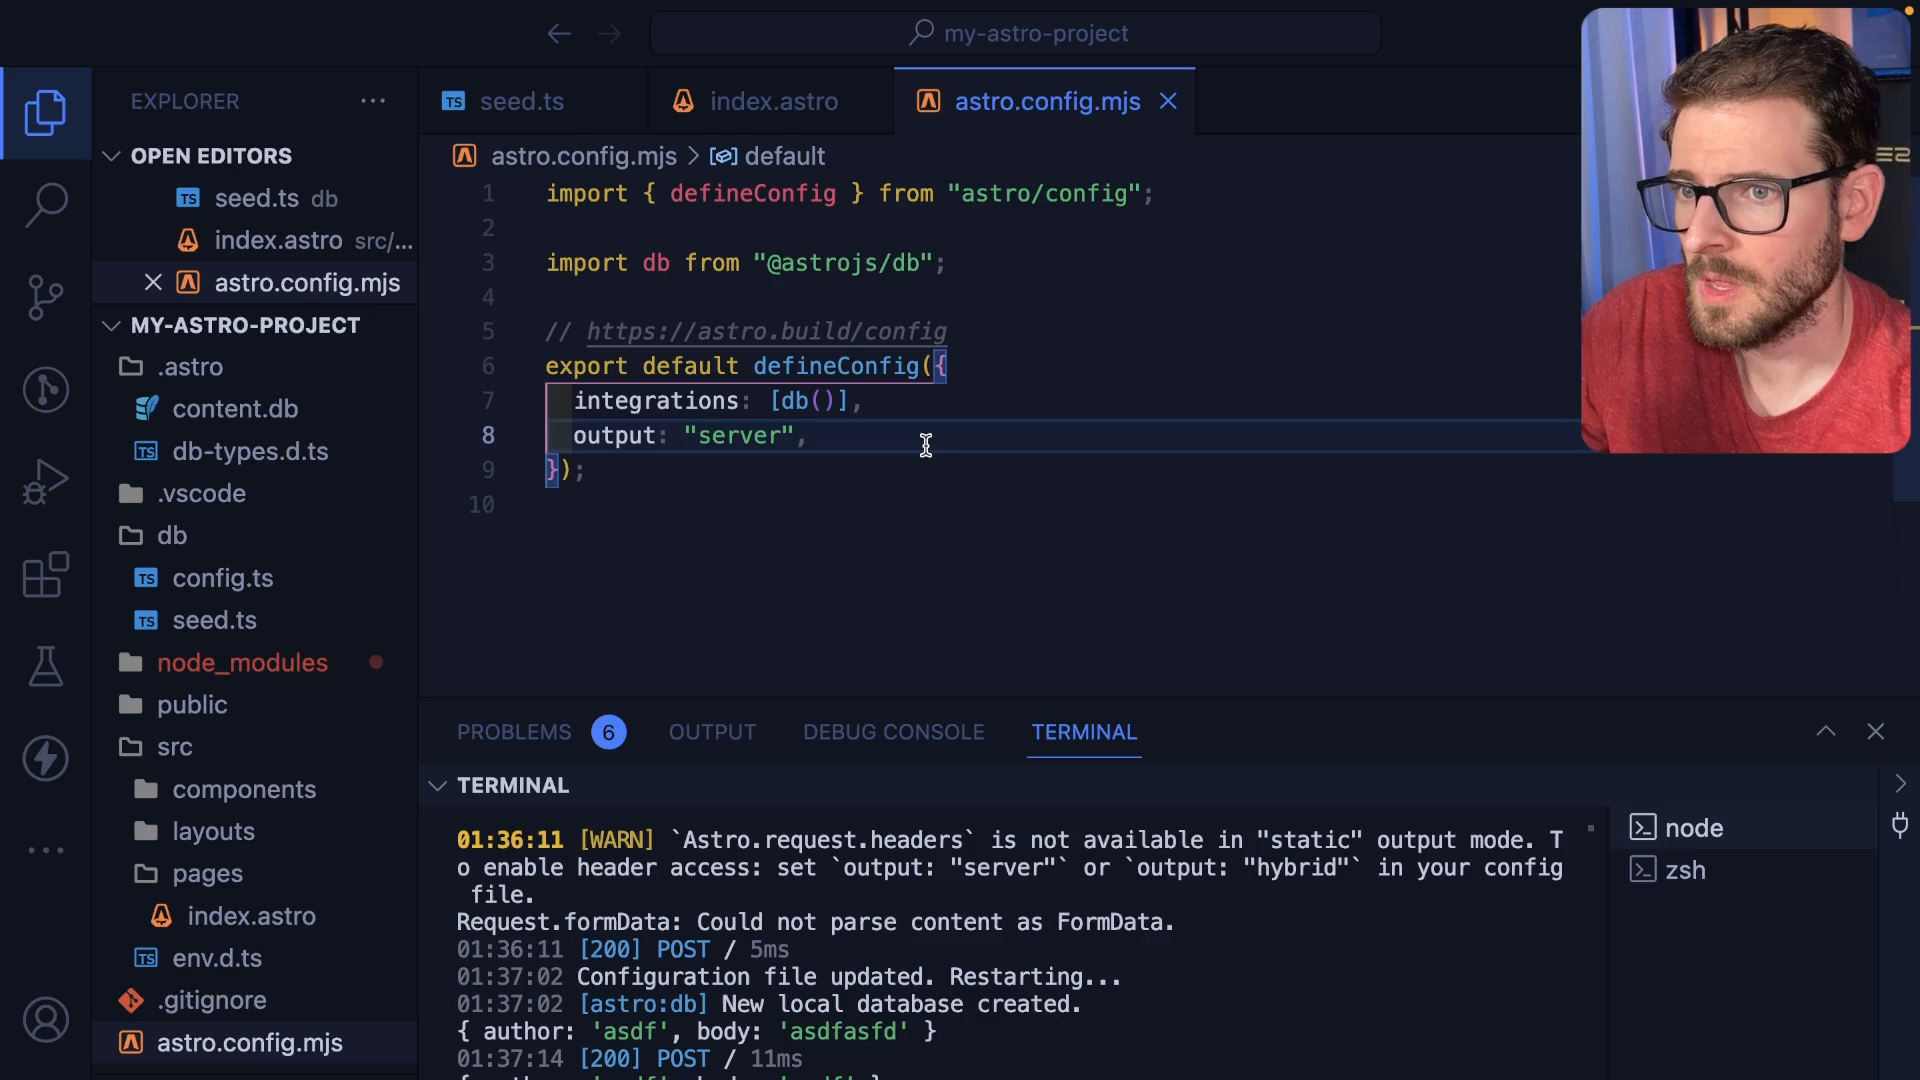 my-astro-project
EXPLORER
OPEN EDITORS
seed.ts db
index.astro src/...
astro.config.mjs
MY-ASTRO-PROJECT
.astro
content.db
db-types.d.ts
.vscode
db
config.ts
seed.ts
node_modules
public
src
components
layouts
pages
index.astro
env.d.ts
.gitignore
astro.config.mjs
seed.ts
index.astro
astro.config.mjs
astro.config.mjs > default
1 import { defineConfig } from "astro/config";
2
3 import db from "@astrojs/db";
4
5 // https://astro.build/config
6 export default defineConfig({
7 integrations: [db()],
8 output: "server",
9 });
10
PROBLEMS 6 OUTPUT DEBUG CONSOLE TERMINAL
TERMINAL
01:36:11 [WARN] `Astro.request.headers` is not available in "static" output mode. T
o enable header access: set `output: "server"` or `output: "hybrid"` in your config
file.
Request.formData: Could not parse content as FormData.
01:36:11 [200] POST / 5ms
01:37:02 Configuration file updated. Restarting...
01:37:02 [astro:db] New local database created.
{ author: 'asdf', body: 'asdfasfd' }
01:37:14 [200] POST / 11ms
node
zsh